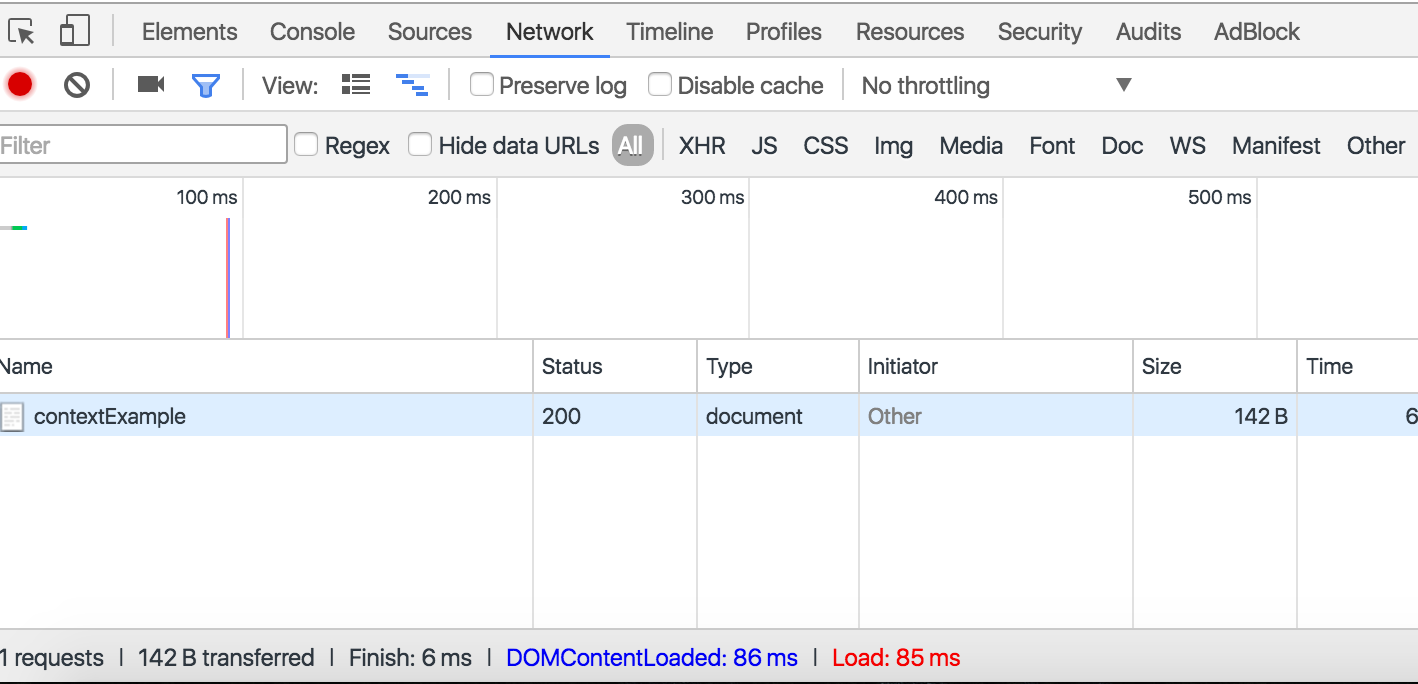 Elements Console Sources Network Timeline Profiles Resources Security Audits AdBlock
View: Preserve log Disable cache No throttling
Filter Regex Hide data URLs All XHR JS CSS Img Media Font Doc WS Manifest Other
100 ms 200 ms 300 ms 400 ms 500 ms
Name Status Type Initiator Size Time
contextExample 200 document Other 142 B 6
1 requests | 142 B transferred | Finish: 6 ms | DOMContentLoaded: 86 ms | Load: 85 ms